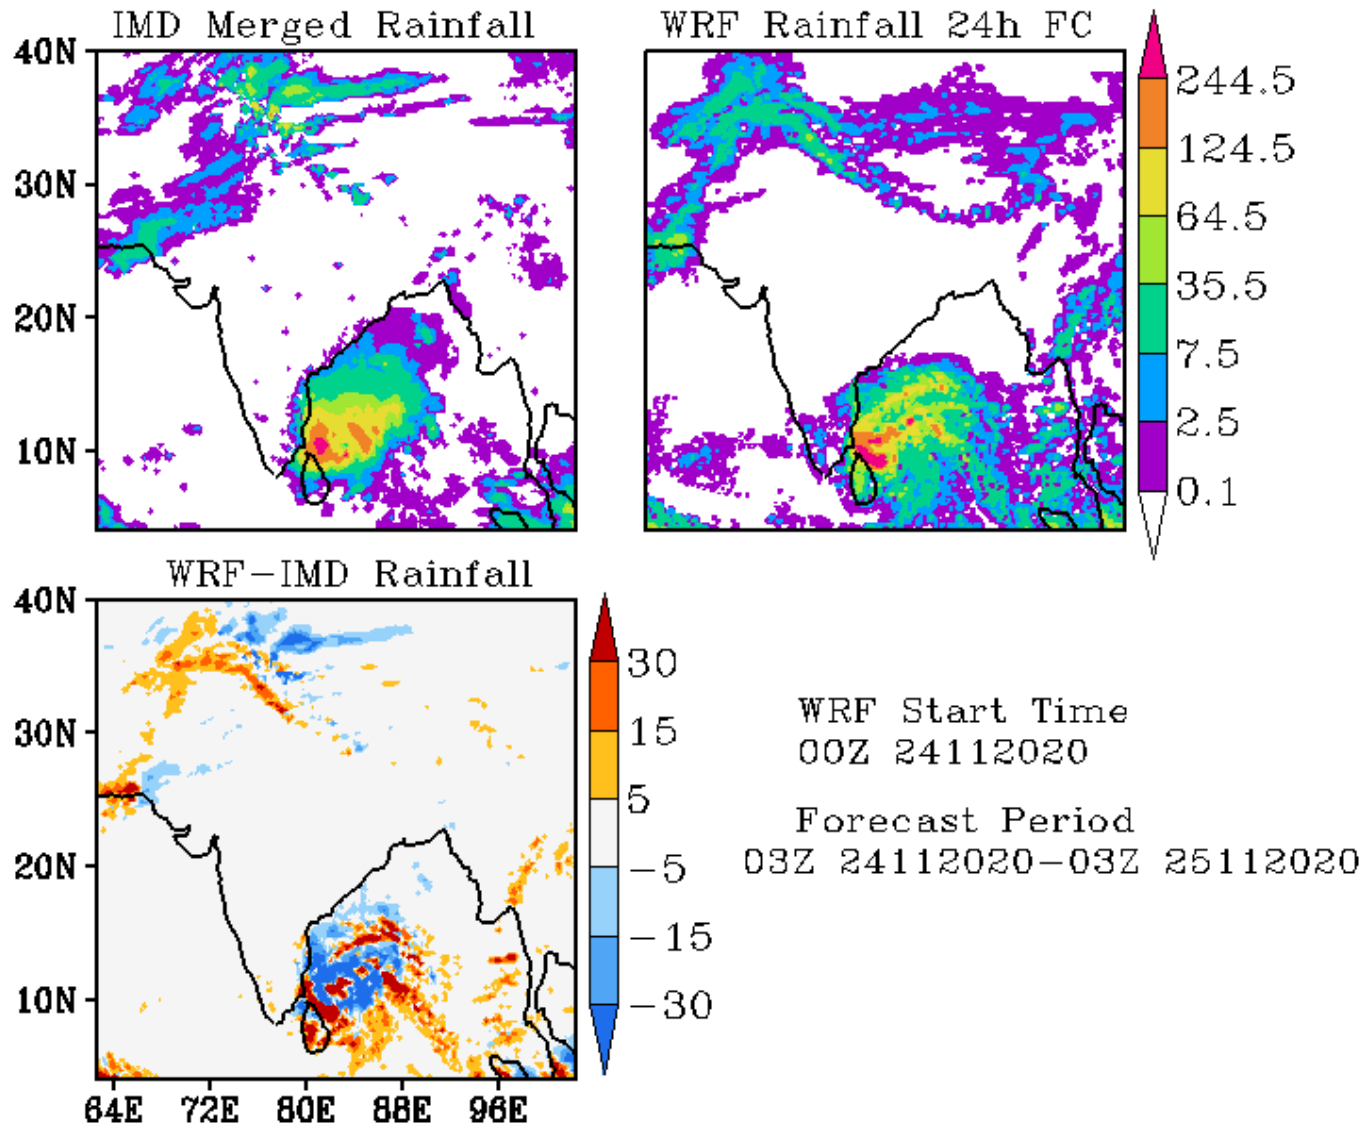 IMD Merged Rainfall
WRF Rainfall 24h FC
40N
30N
20N
10N
244.5
124.5
64.5
35.5
7.5
2.5
0.1
WRF-IMD Rainfall
40N
30N
20N
10N
64E 72E 80E 88E 96E
30
15
5
-5
-15
-30
WRF Start Time
00Z 24112020
Forecast Period
03Z 24112020-03Z 25112020